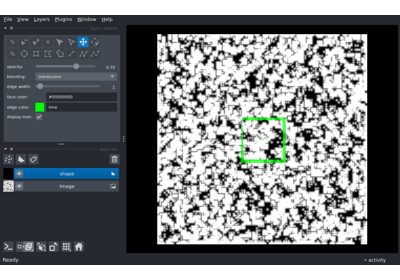 File View Layers Plugins Window Help
opacity: 0.70
blending: translucent
edge width: 1
face color: #00000000
edge color: lime
display text: ✓
shape
Image
Ready
activity